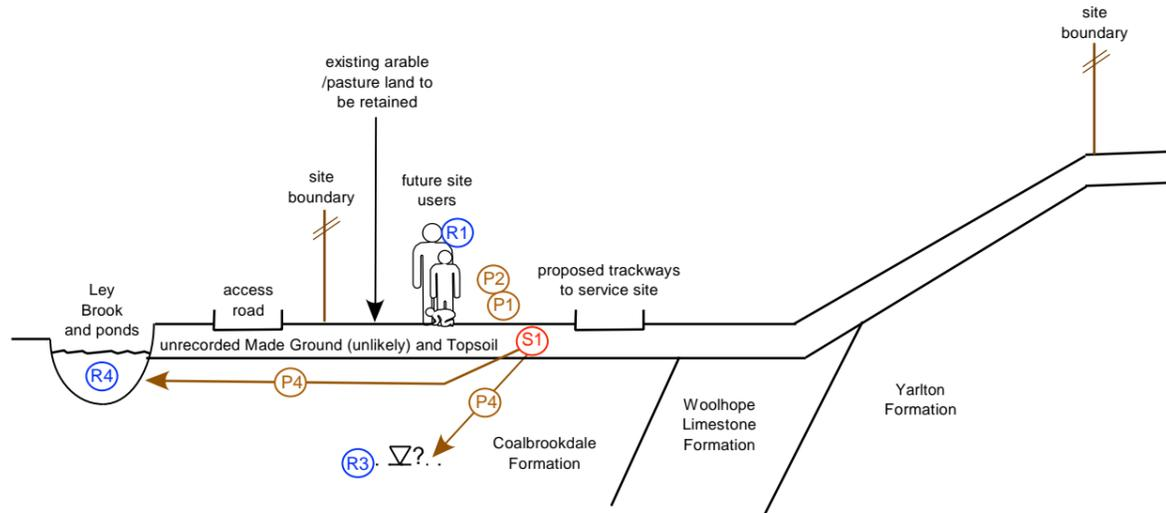 site
boundary
existing arable
/pasture land to
be retained
site
boundary
future site
users
R1
P2
P1
proposed trackways
to service site
Ley
Brook
and ponds
access
road
unrecorded Made Ground (unlikely) and Topsoil
S1
R4
P4
P4
Woolhope
Limestone
Formation
Yarlton
Formation
Coalbrookdale
Formation
R3
?